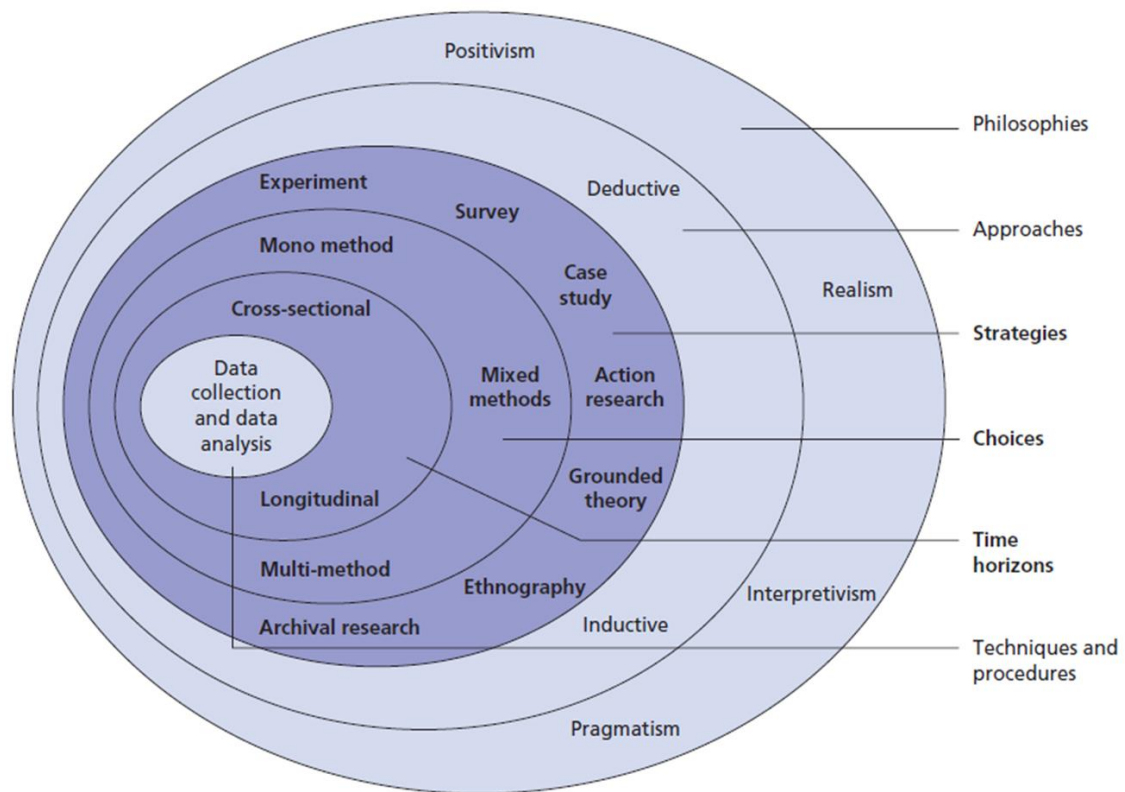 Positivism
Philosophies
Experiment
Deductive
Survey
Approaches
Mono method
Case
study
Realism
Cross-sectional
Strategies
Data
collection
and data
analysis
Mixed
methods
Action
research
Choices
Grounded
theory
Longitudinal
Time
horizons
Multi-method
Ethnography
Interpretivism
Archival research
Inductive
Techniques and
procedures
Pragmatism